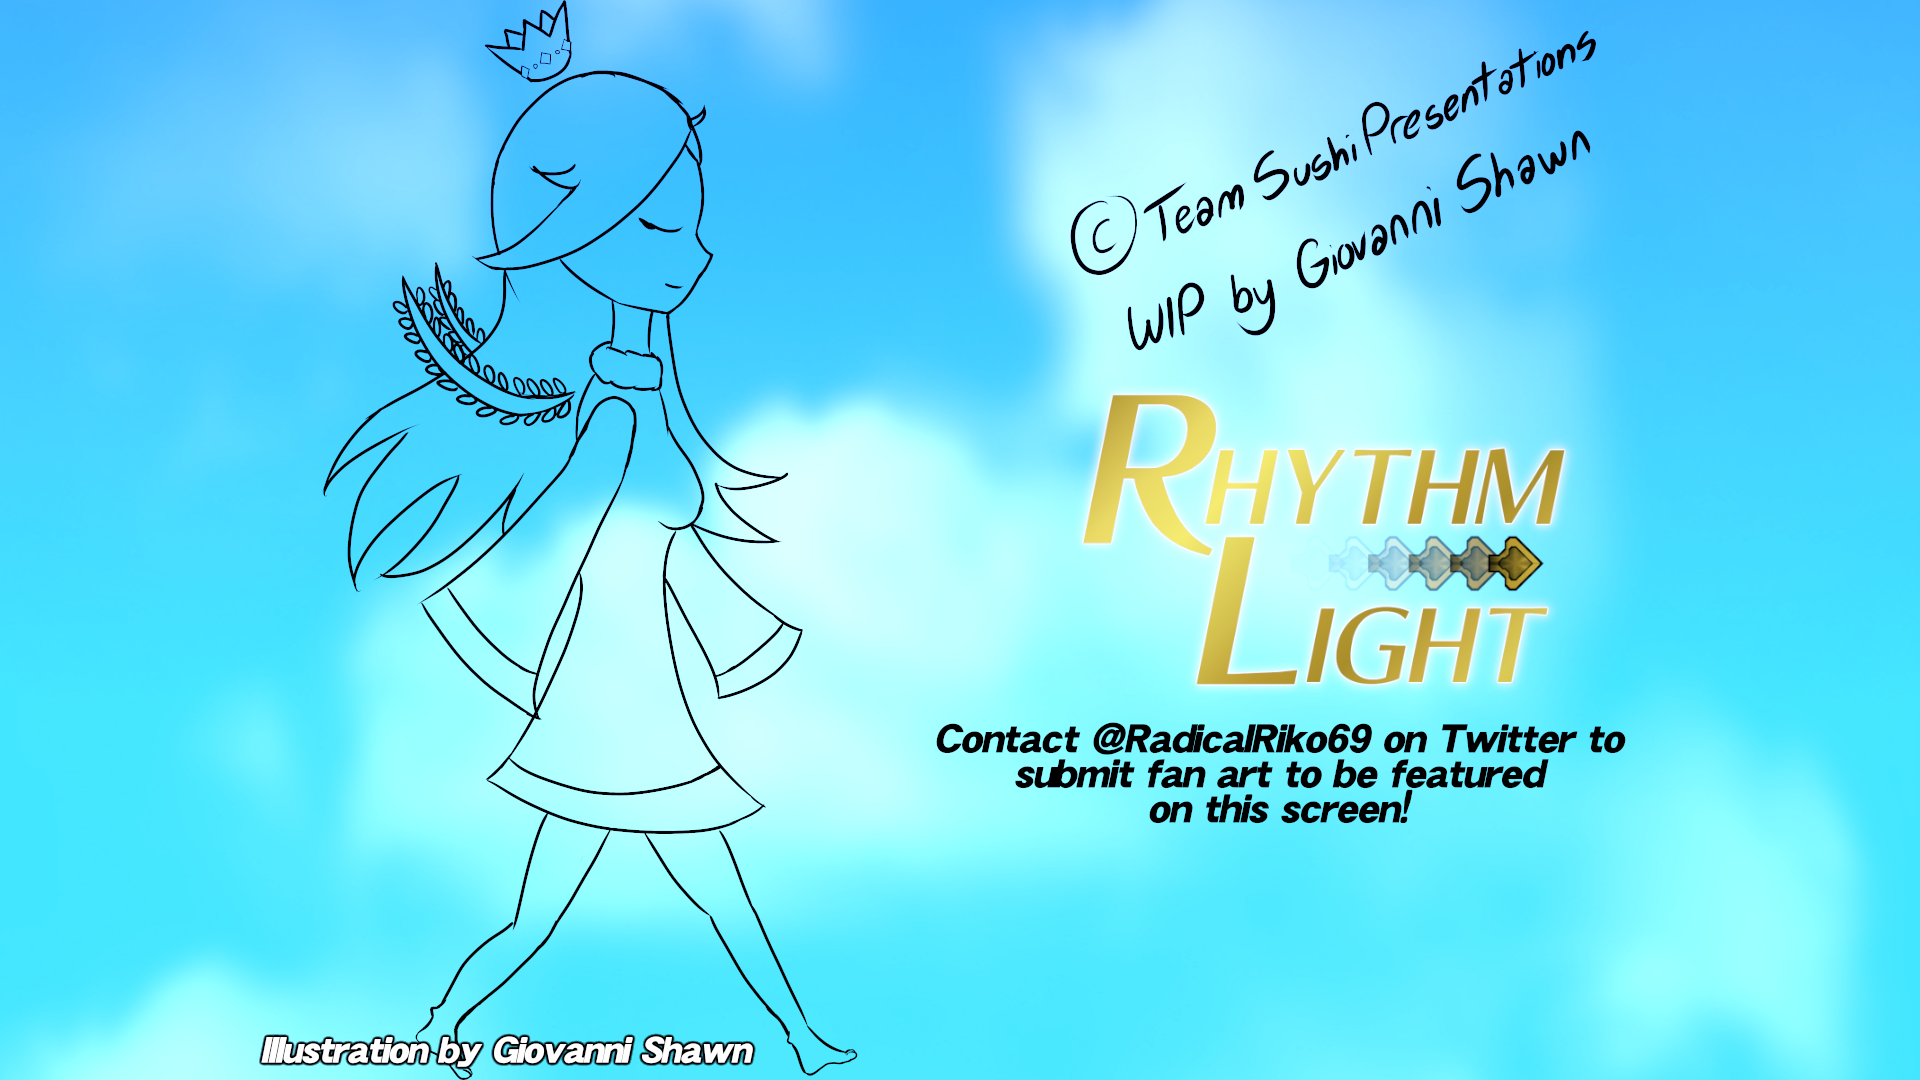 © Team Sushi Presentations
WIP by Giovanni Shawn
RHYTHM
LIGHT
Contact @RadicalRiko69 on Twitter to
submit fan art to be featured
on this screen!
Illustration by Giovanni Shawn